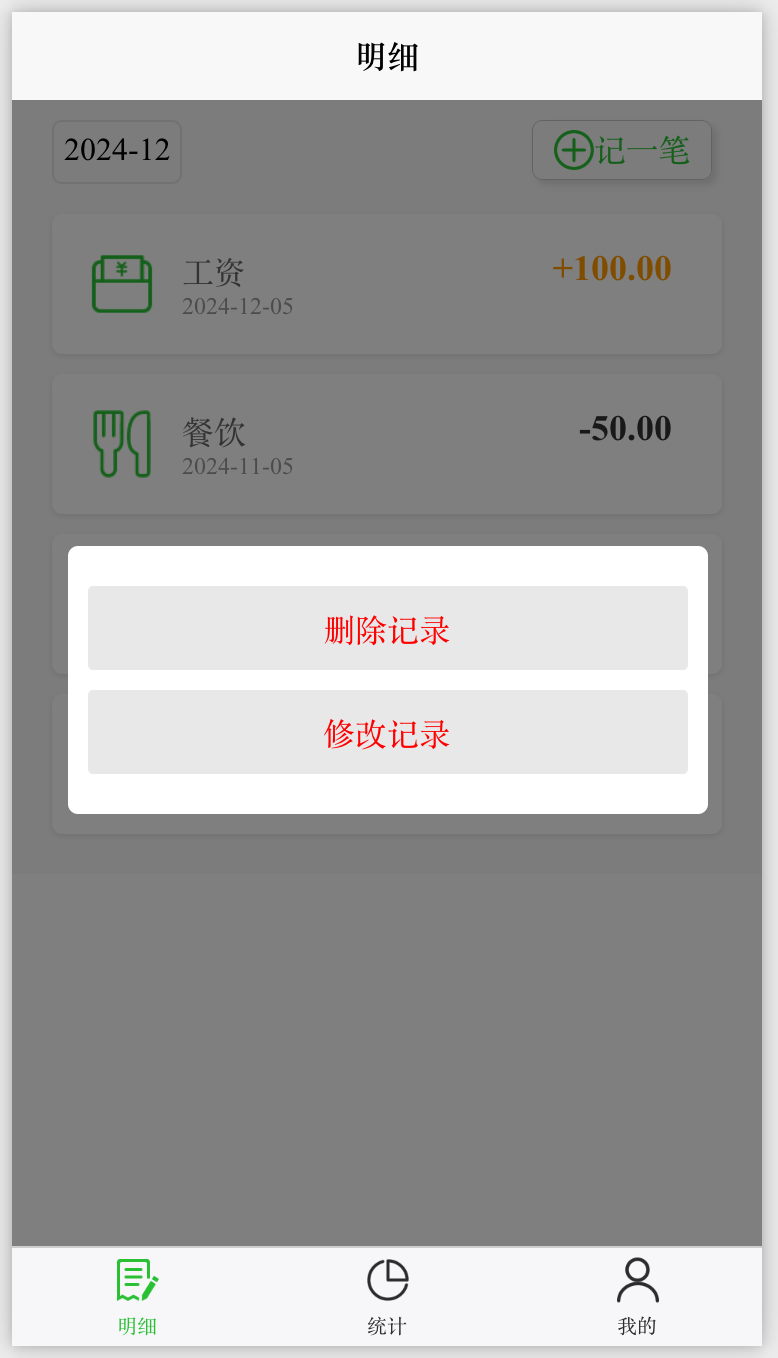 明细
2024-12
记一笔
¥
工资
+100.00
2024-12-05
餐饮
-50.00
2024-11-05
删除记录
修改记录
明细
统计
我的